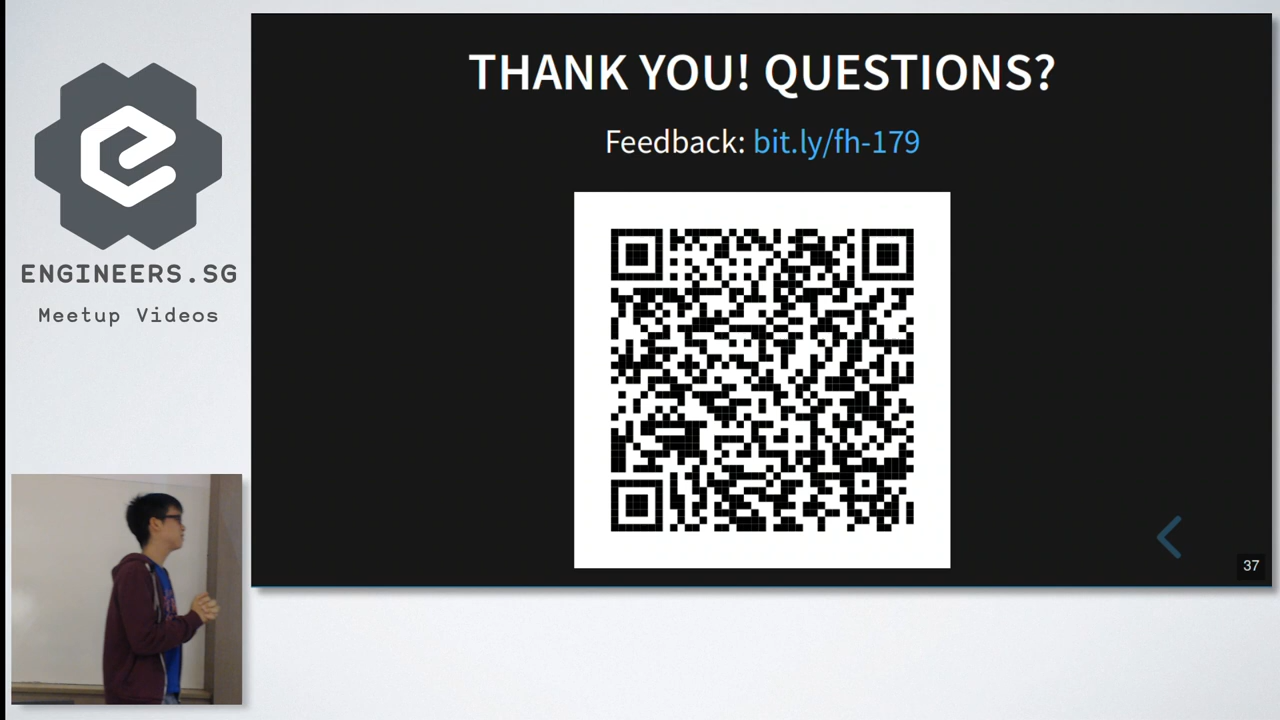 THANK YOU! QUESTIONS?
Feedback: bit.ly/fh-179
ENGINEERS.SG
Meetup Videos
37